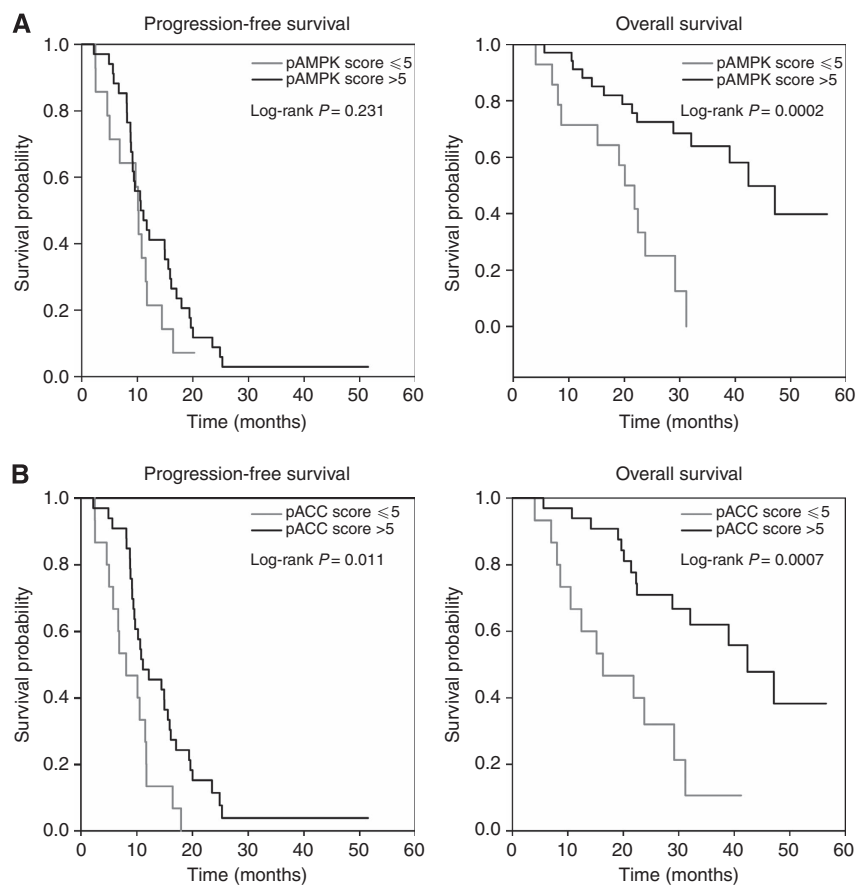 A
Progression-free survival
1.0
0.8
0.6
0.4
0.2
0.0
Survival probability
pAMPK score ⩽5
pAMPK score >5
Log-rank P = 0.231
0 10 20 30 40 50 60
Time (months)
Overall survival
1.0
0.8
0.6
0.4
0.2
0.0
Survival probability
pAMPK score ⩽5
pAMPK score >5
Log-rank P = 0.0002
0 10 20 30 40 50 60
Time (months)
B
Progression-free survival
1.0
0.8
0.6
0.4
0.2
0.0
Survival probability
pACC score ⩽5
pACC score >5
Log-rank P = 0.011
0 10 20 30 40 50 60
Time (months)
Overall survival
1.0
0.8
0.6
0.4
0.2
0.0
Survival probability
pACC score ⩽5
pACC score >5
Log-rank P = 0.0007
0 10 20 30 40 50 60
Time (months)